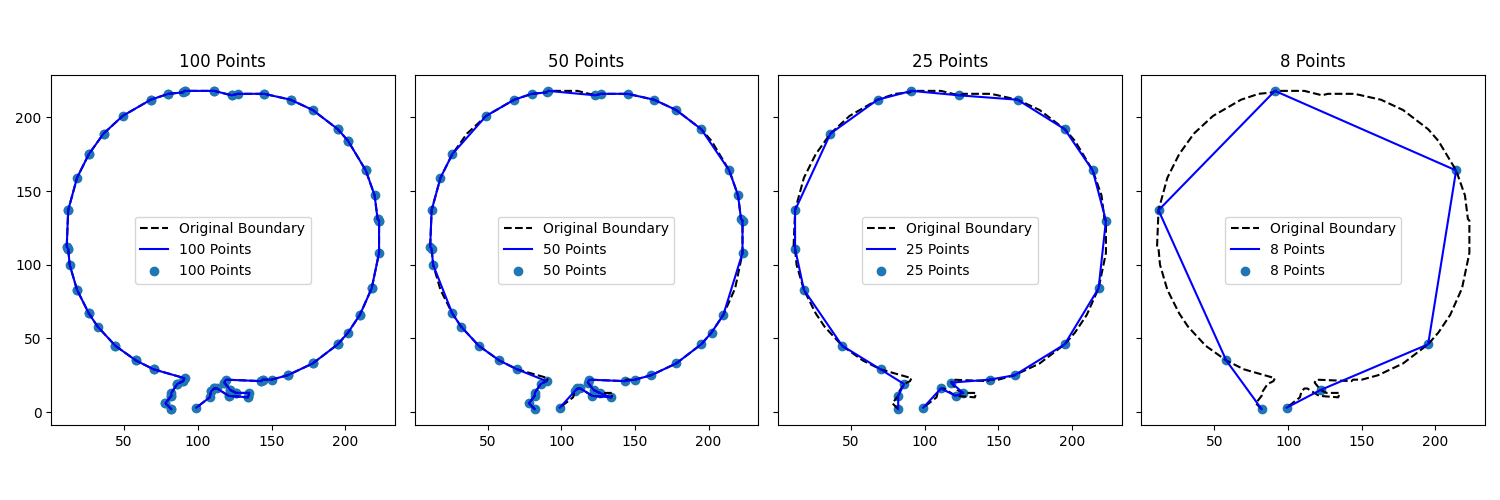 100 Points
50 Points
25 Points
8 Points
200
150
100
50
0
Original Boundary
100 Points
100 Points
Original Boundary
50 Points
50 Points
Original Boundary
25 Points
25 Points
Original Boundary
8 Points
8 Points
50 100 150 200
50 100 150 200
50 100 150 200
50 100 150 200